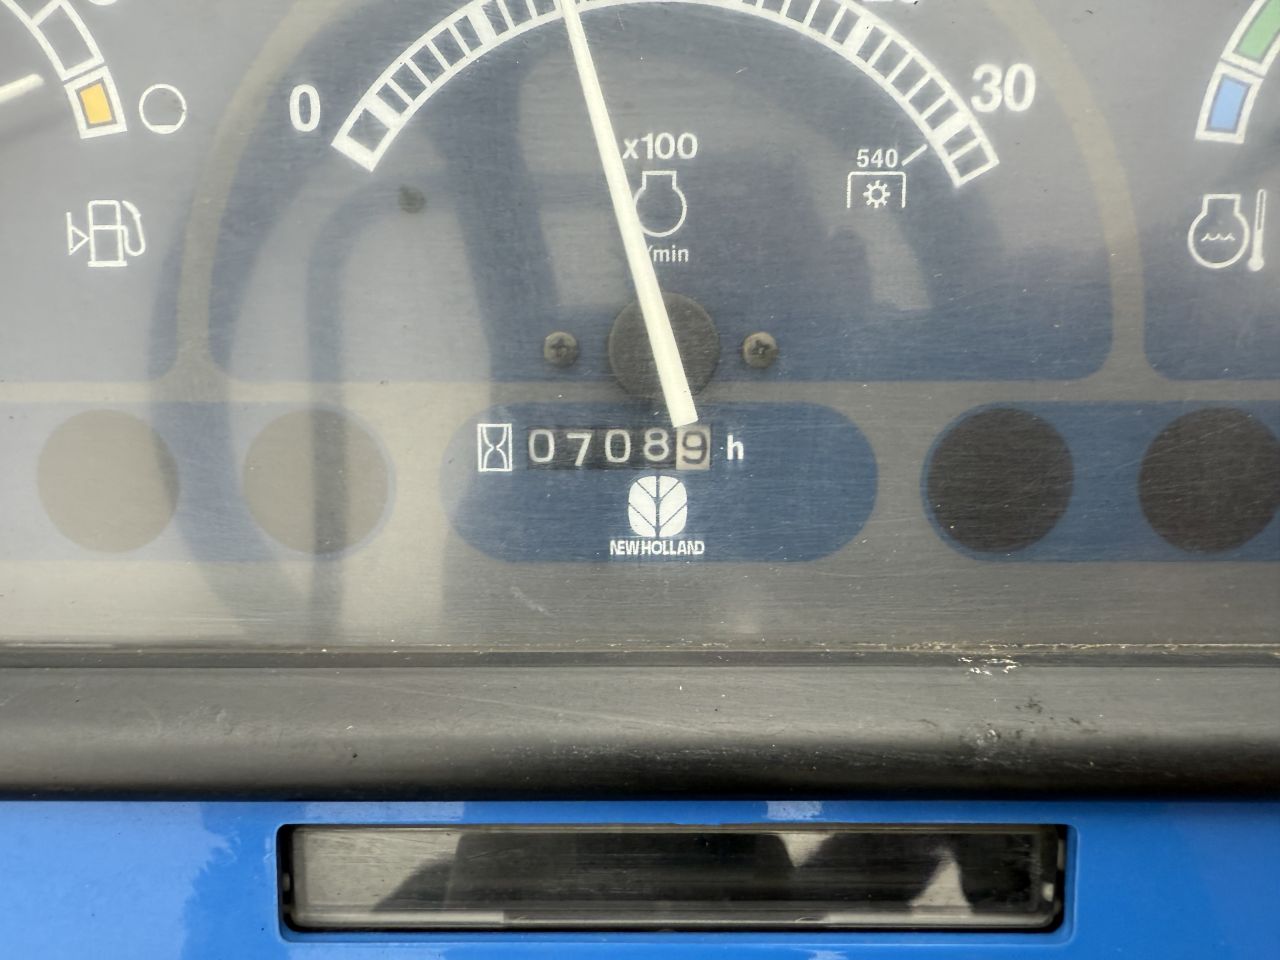 0
30
x100
540
/min
07089 h
NEW HOLLAND